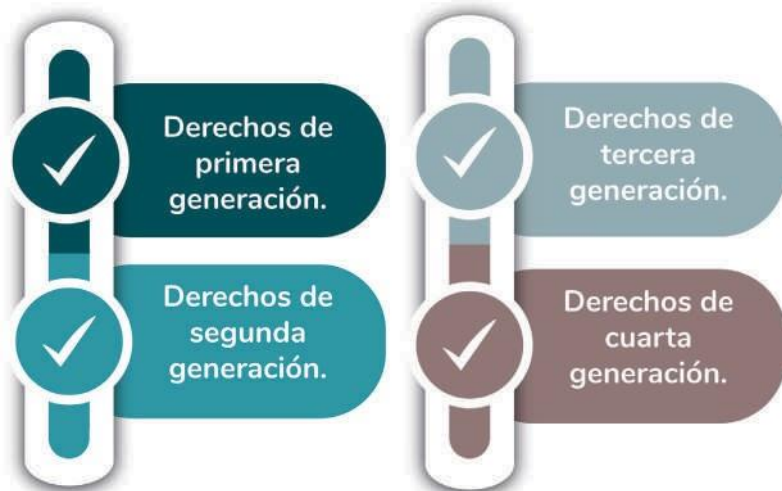 Derechos de
primera
generación.
Derechos de
segunda
generación.
Derechos de
tercera
generación.
Derechos de
cuarta
generación.